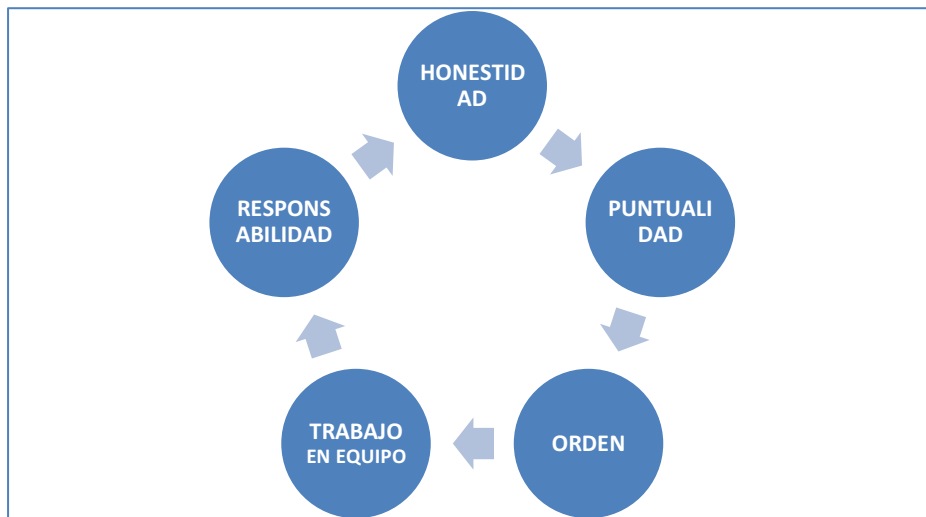 HONESTID
AD
PUNTUALI
DAD
ORDEN
TRABAJO
EN EQUIPO
RESPONS
ABILIDAD